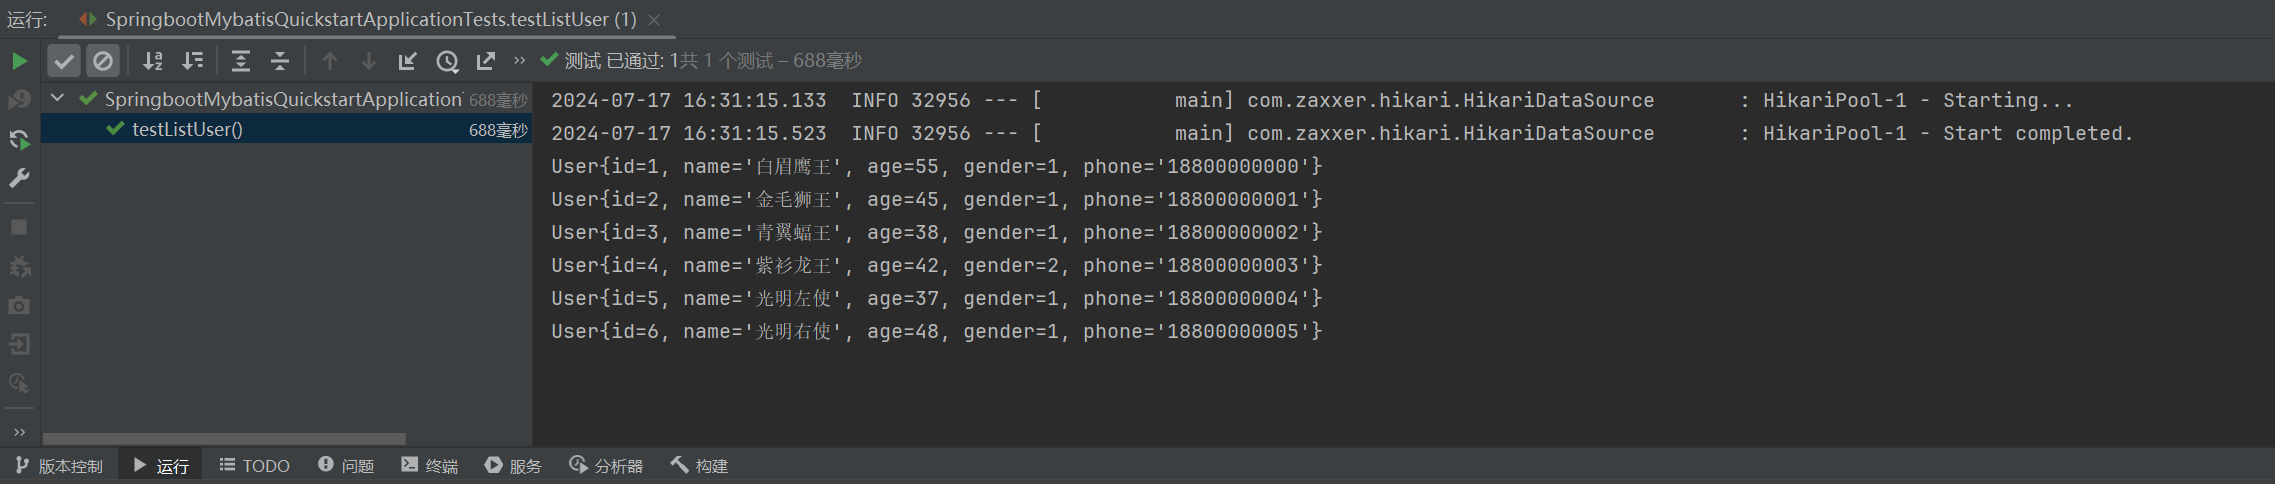 运行: SpringbootMybatisQuickstartApplicationTests.testListUser (1)
测试 已通过: 1共 1 个测试 – 688毫秒
SpringbootMybatisQuickstartApplication 688毫秒
testListUser() 688毫秒
2024-07-17 16:31:15.133  INFO 32956 --- [           main] com.zaxxer.hikari.HikariDataSource       : HikariPool-1 - Starting...
2024-07-17 16:31:15.523  INFO 32956 --- [           main] com.zaxxer.hikari.HikariDataSource       : HikariPool-1 - Start completed.
User{id=1, name='白眉鹰王', age=55, gender=1, phone='18800000000'}
User{id=2, name='金毛狮王', age=45, gender=1, phone='18800000001'}
User{id=3, name='青翼蝠王', age=38, gender=1, phone='18800000002'}
User{id=4, name='紫衫龙王', age=42, gender=2, phone='18800000003'}
User{id=5, name='光明左使', age=37, gender=1, phone='18800000004'}
User{id=6, name='光明右使', age=48, gender=1, phone='18800000005'}
版本控制 运行 TODO 问题 终端 服务 分析器 构建